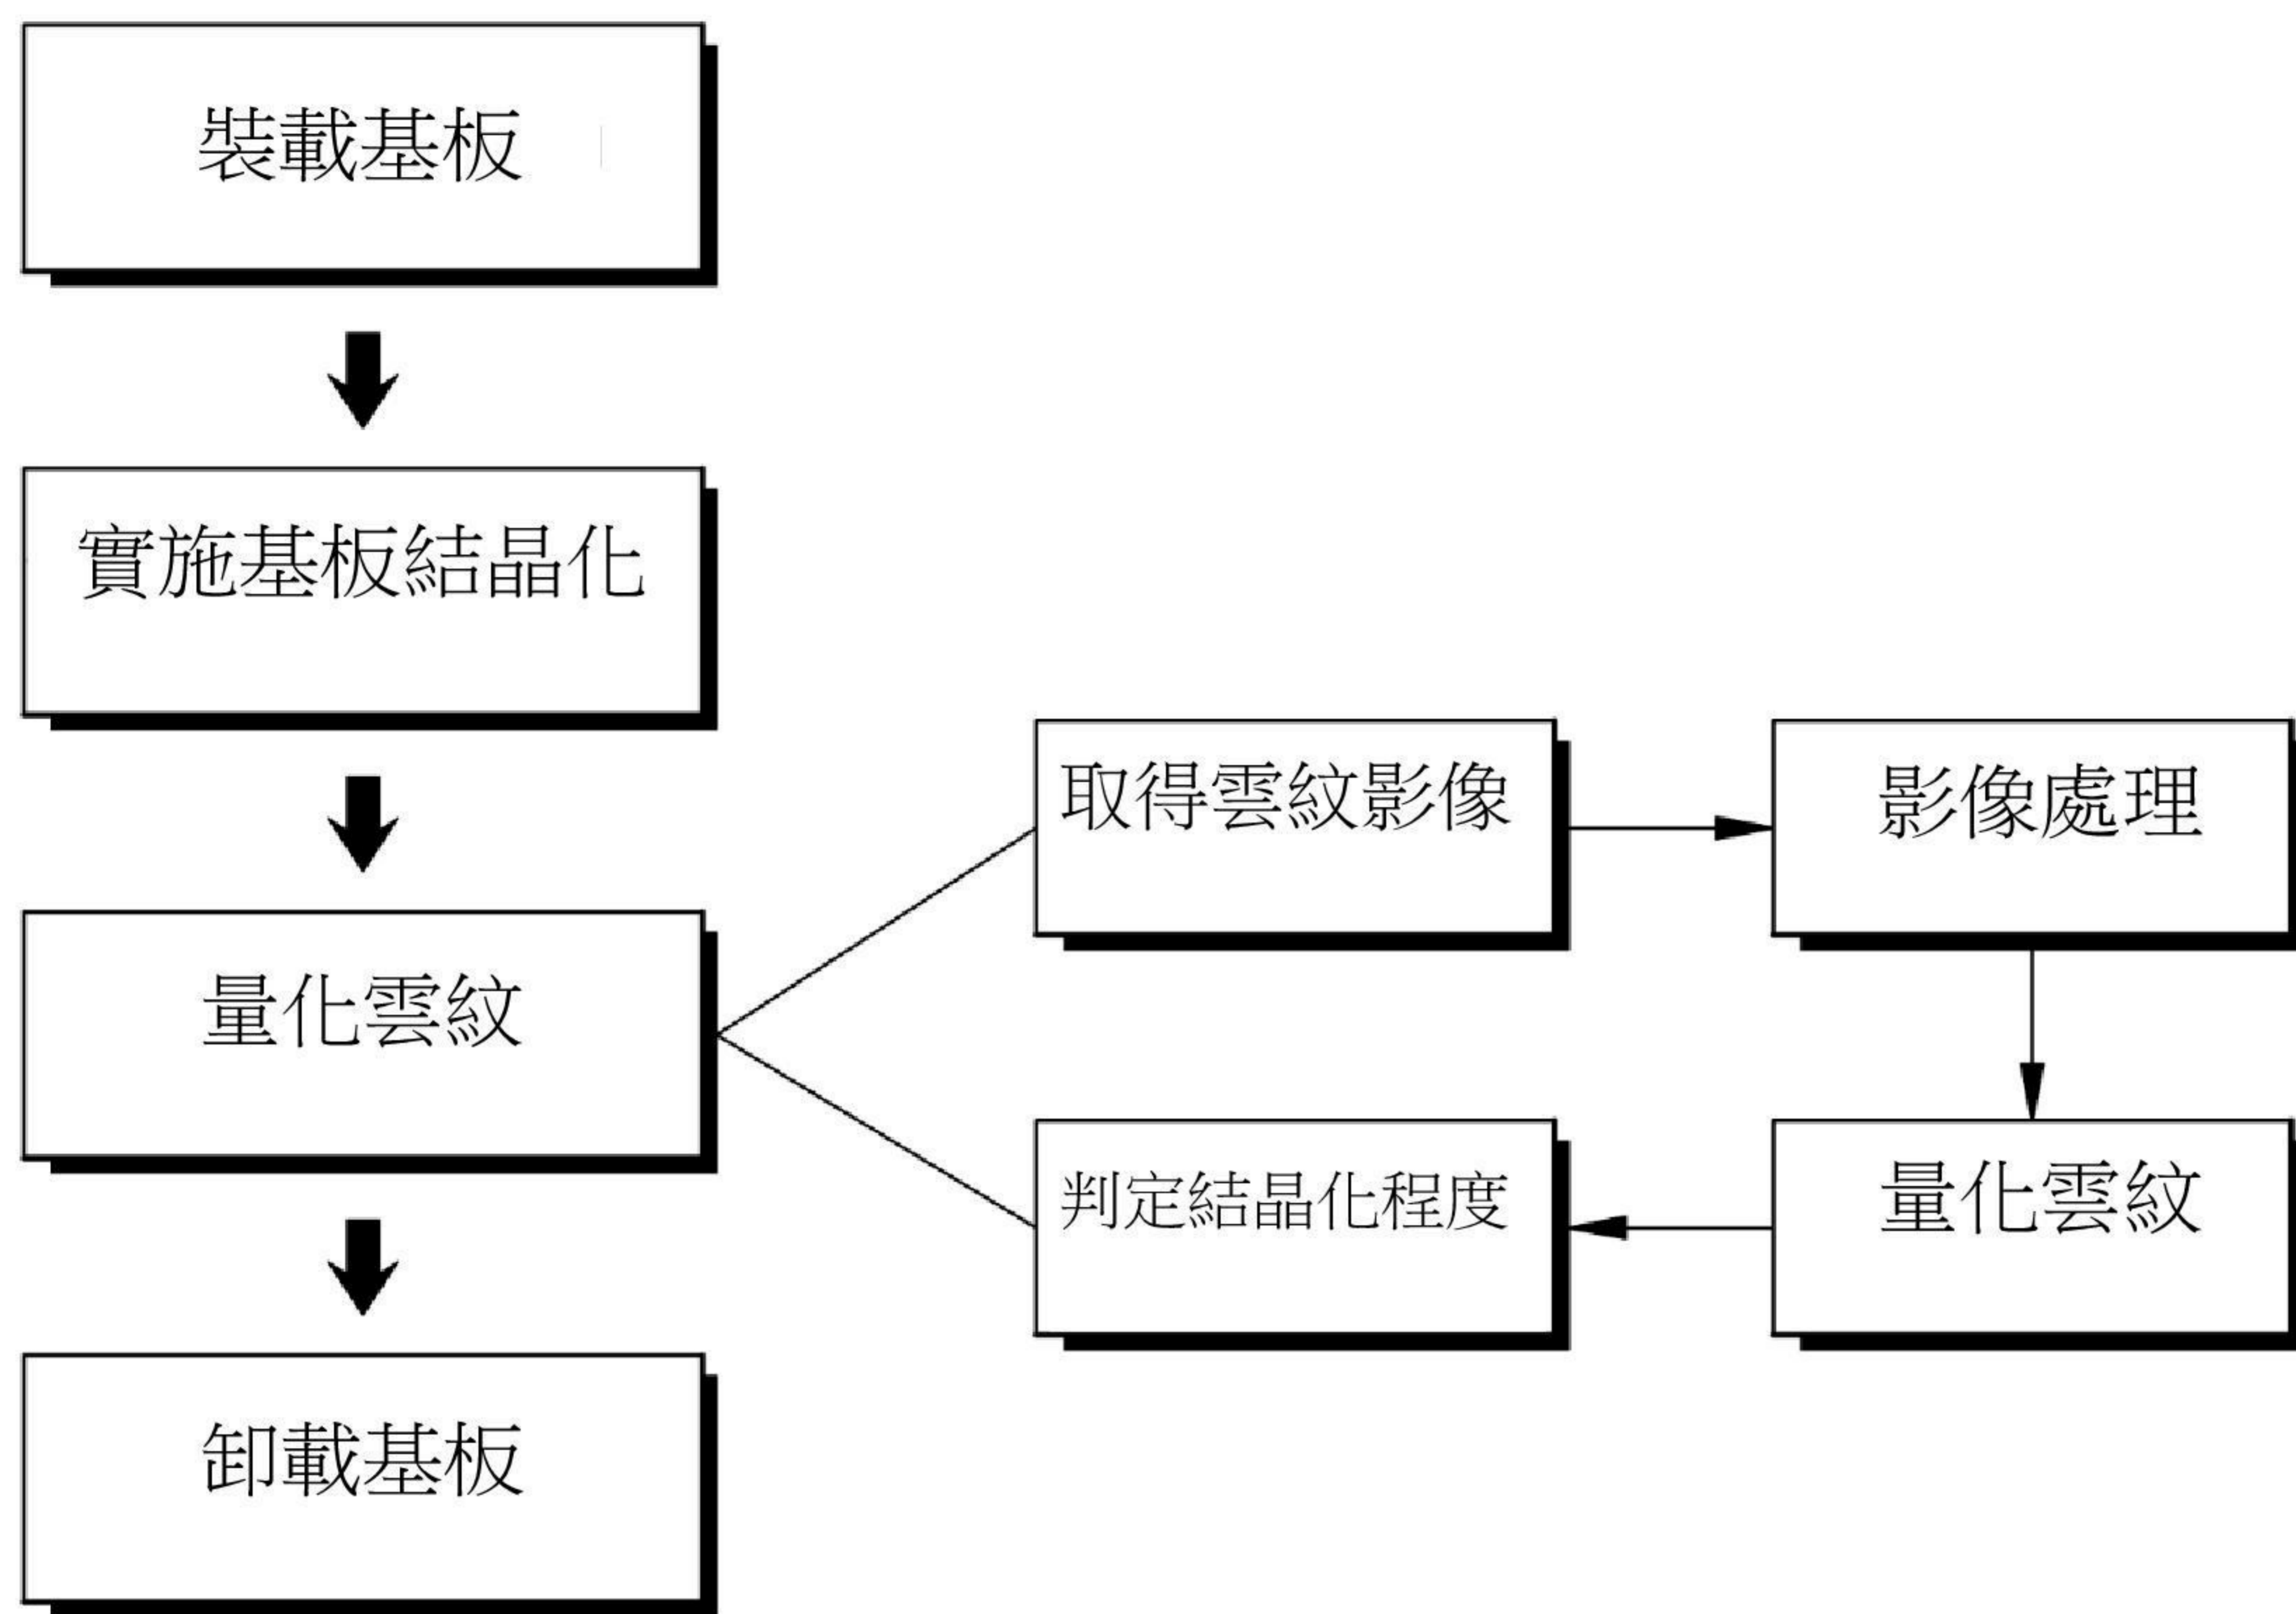 裝載基板
實施基板結晶化
量化雲紋
卸載基板
取得雲紋影像
影像處理
量化雲紋
判定結晶化程度